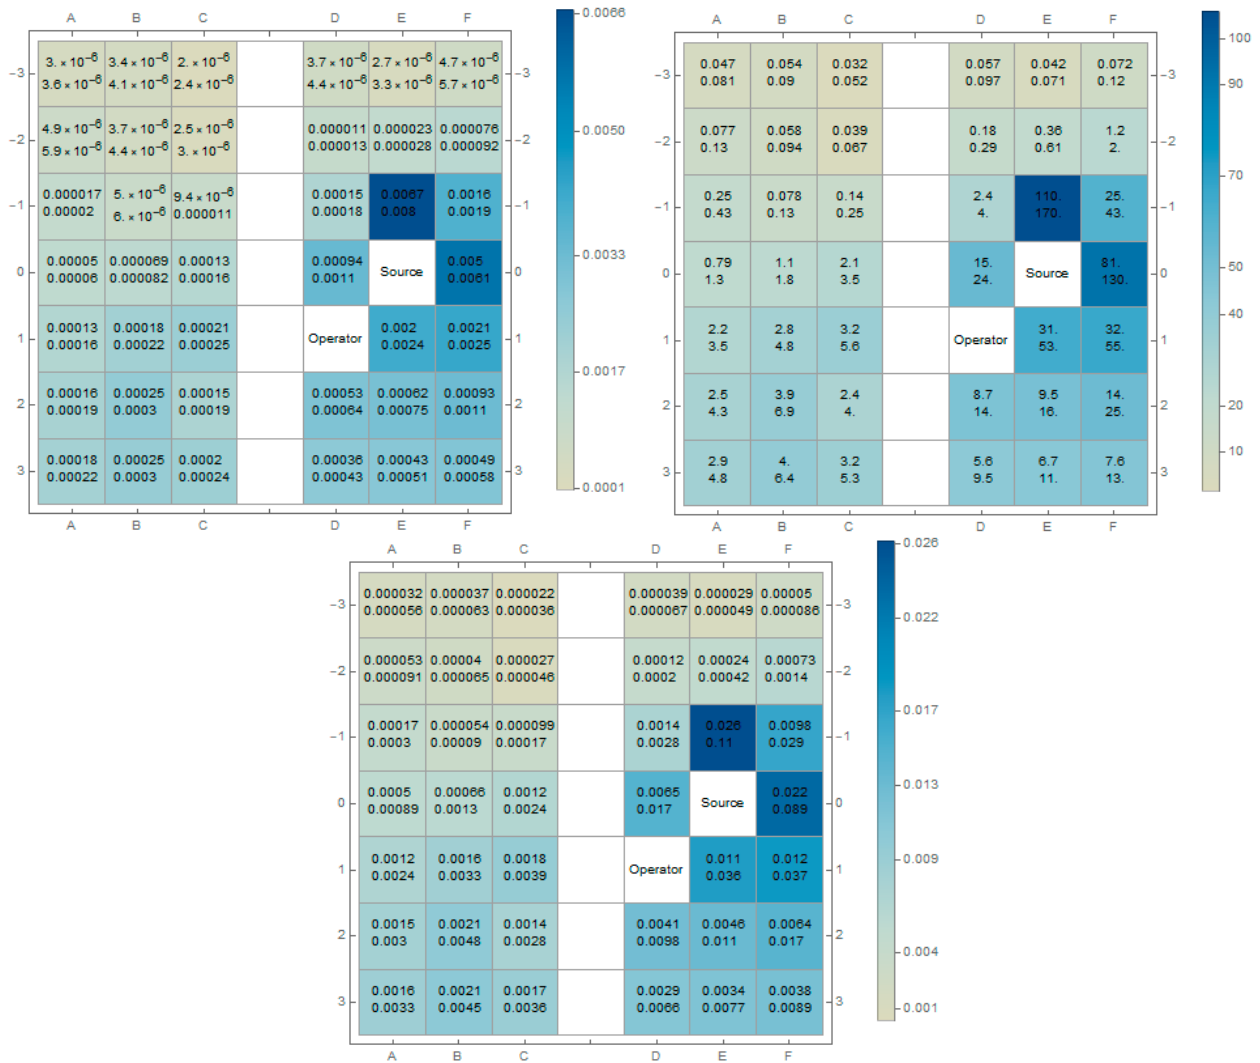 A B C D E F
-3 3. × 10⁻⁶ 3.4 × 10⁻⁶ 2. × 10⁻⁶ 3.7 × 10⁻⁶ 2.7 × 10⁻⁶ 4.7 × 10⁻⁶ -3
3.6 × 10⁻⁶ 4.1 × 10⁻⁶ 2.4 × 10⁻⁶ 4.4 × 10⁻⁶ 3.3 × 10⁻⁶ 5.7 × 10⁻⁶
-2 4.9 × 10⁻⁶ 3.7 × 10⁻⁶ 2.5 × 10⁻⁶ 0.000011 0.000023 0.000076 -2
5.9 × 10⁻⁶ 4.4 × 10⁻⁶ 3. × 10⁻⁶ 0.000013 0.000028 0.000092
-1 0.000017 5. × 10⁻⁶ 9.4 × 10⁻⁶ 0.00015 0.0067 0.0016 -1
0.00002 6. × 10⁻⁶ 0.000011 0.00018 0.008 0.0019
0 0.00005 0.000069 0.00013 0.00094 Source 0.005 0
0.00006 0.000082 0.00016 0.0011 0.0061
1 0.00013 0.00018 0.00021 Operator 0.002 0.0021 1
0.00016 0.00022 0.00025 0.0024 0.0025
2 0.00016 0.00025 0.00015 0.00053 0.00062 0.00093 2
0.00019 0.0003 0.00019 0.00064 0.00075 0.0011
3 0.00018 0.00025 0.0002 0.00036 0.00043 0.00049 3
0.00022 0.0003 0.00024 0.00043 0.00051 0.00058
A B C D E F
0.0066
0.0050
0.0033
0.0017
0.0001
A B C D E F
-3 0.047 0.054 0.032 0.057 0.042 0.072 -3
0.081 0.09 0.052 0.097 0.071 0.12
-2 0.077 0.058 0.039 0.18 0.36 1.2 -2
0.13 0.094 0.067 0.29 0.61 2.
-1 0.25 0.078 0.14 2.4 110. 25. -1
0.43 0.13 0.25 4. 170. 43.
0 0.79 1.1 2.1 15. Source 81. 0
1.3 1.8 3.5 24. 130.
1 2.2 2.8 3.2 Operator 31. 32. 1
3.5 4.8 5.6 53. 55.
2 2.5 3.9 2.4 8.7 9.5 14. 2
4.3 6.9 4. 14. 16. 25.
3 2.9 4. 3.2 5.6 6.7 7.6 3
4.8 6.4 5.3 9.5 11. 13.
A B C D E F
100
90
70
50
40
20
10
A B C D E F
-3 0.000032 0.000037 0.000022 0.000039 0.000029 0.00005 -3
0.000056 0.000063 0.000036 0.000067 0.000049 0.000086
-2 0.000053 0.00004 0.000027 0.00012 0.00024 0.00073 -2
0.000091 0.000065 0.000046 0.0002 0.00042 0.0014
-1 0.00017 0.000054 0.000099 0.0014 0.026 0.0098 -1
0.0003 0.00009 0.00017 0.0028 0.11 0.029
0 0.0005 0.00066 0.0012 0.0065 Source 0.022 0
0.00089 0.0013 0.0024 0.017 0.089
1 0.0012 0.0016 0.0018 Operator 0.011 0.012 1
0.0024 0.0033 0.0039 0.036 0.037
2 0.0015 0.0021 0.0014 0.0041 0.0046 0.0064 2
0.003 0.0048 0.0028 0.0098 0.011 0.017
3 0.0016 0.0021 0.0017 0.0029 0.0034 0.0038 3
0.0033 0.0045 0.0036 0.0066 0.0077 0.0089
A B C D E F
0.026
0.022
0.017
0.013
0.009
0.004
0.001